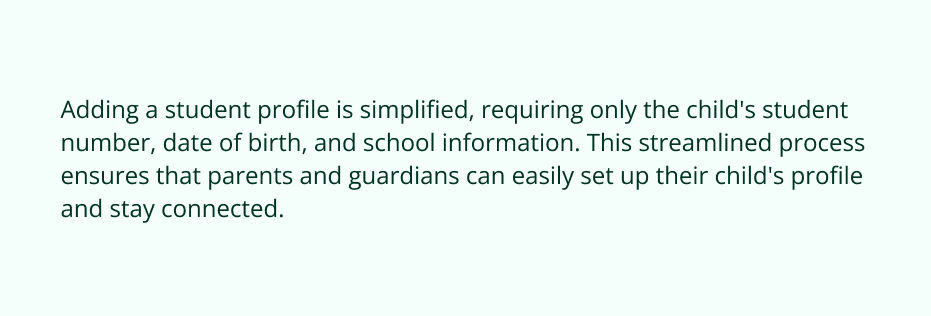 Adding a student profile is simplified, requiring only the child's student
number, date of birth, and school information. This streamlined process
ensures that parents and guardians can easily set up their child's profile
and stay connected.